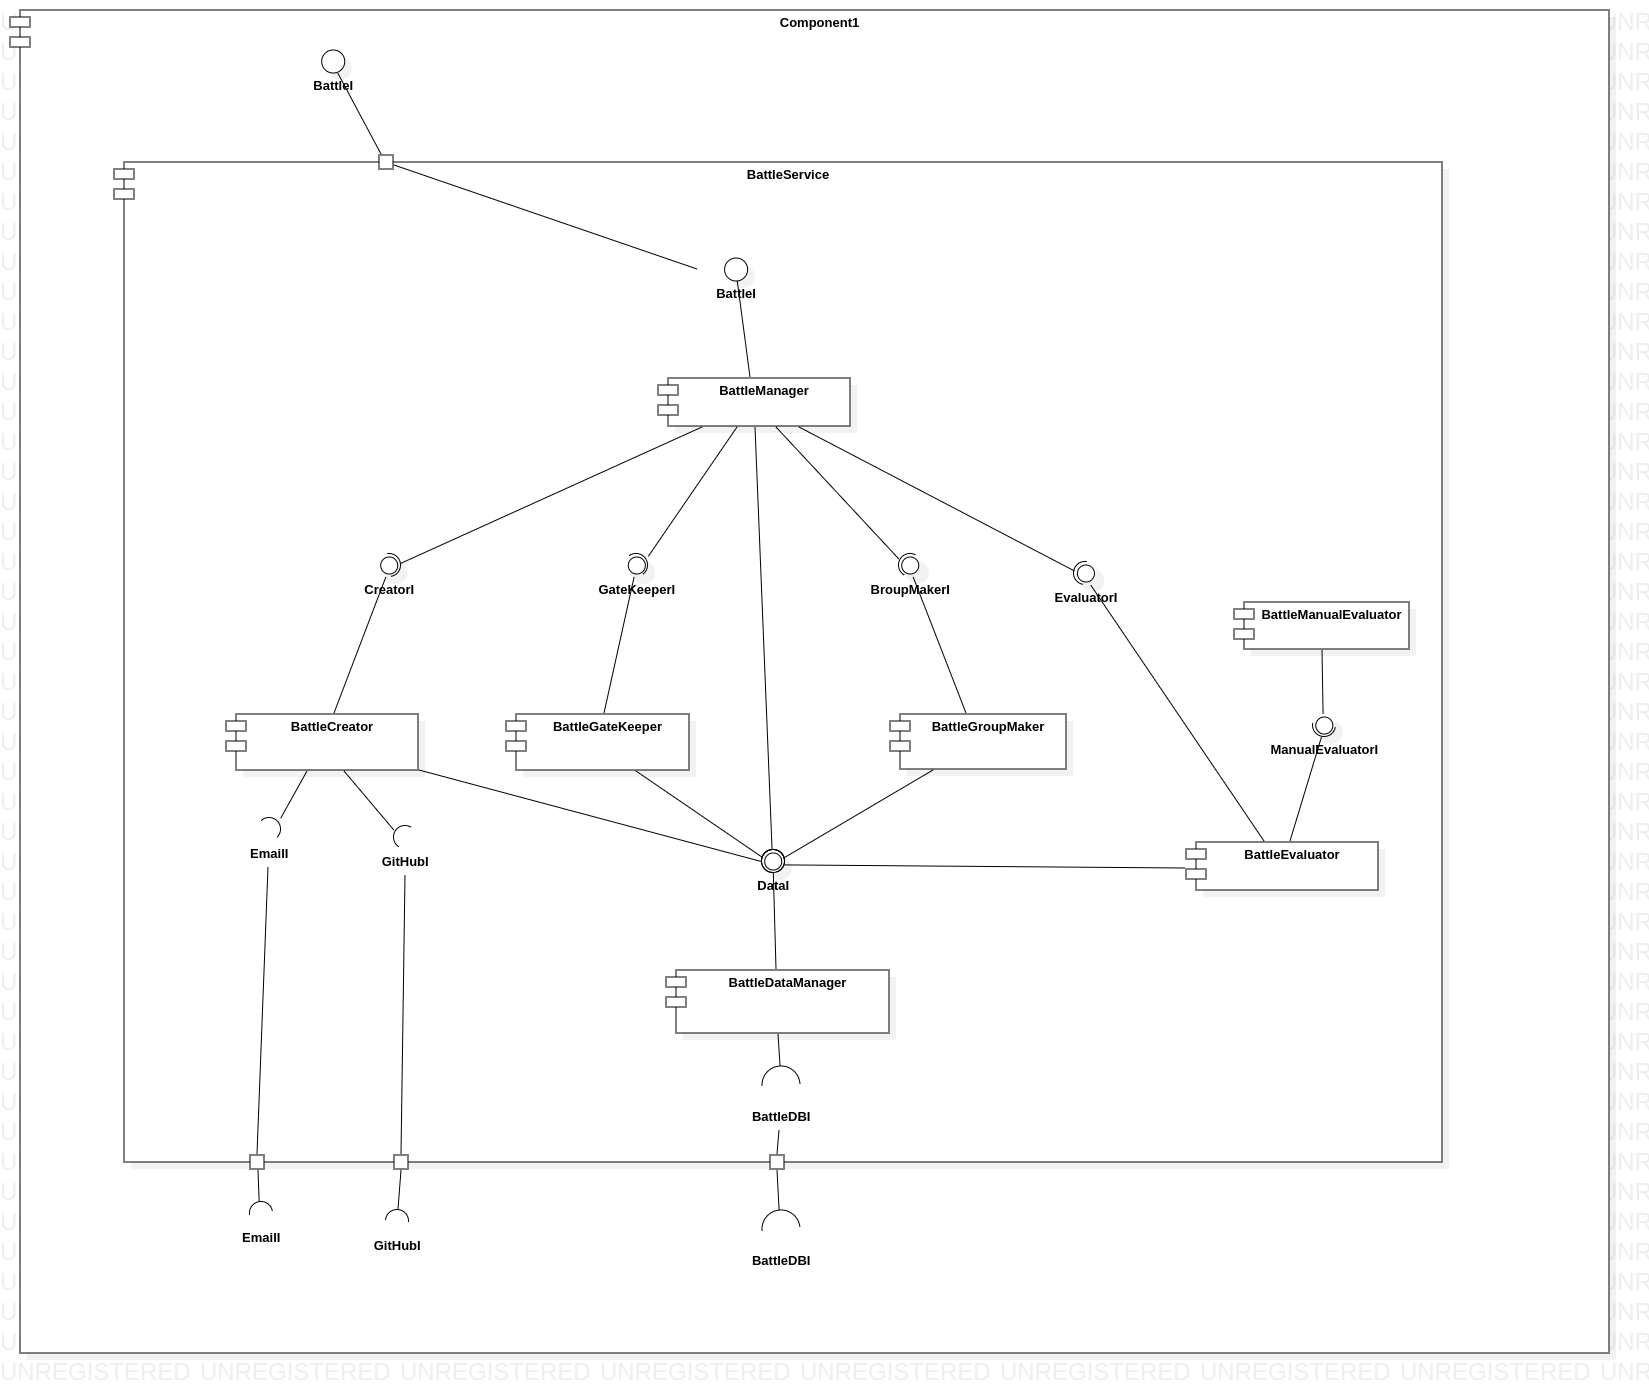 Component1
BattleI
BattleService
BattleI
BattleManager
CreatorI
GateKeeperI
BroupMakerI
EvaluatorI
BattleManualEvaluator
BattleCreator
BattleGateKeeper
BattleGroupMaker
ManualEvaluatorI
EmailI
GitHubI
DataI
BattleEvaluator
BattleDataManager
BattleDBI
EmailI
GitHubI
BattleDBI
UNREGISTERED UNREGISTERED UNREGISTERED UNREGISTERED UNREGISTERED UNREGISTERED UNREGISTERED UNREGISTERED UNR